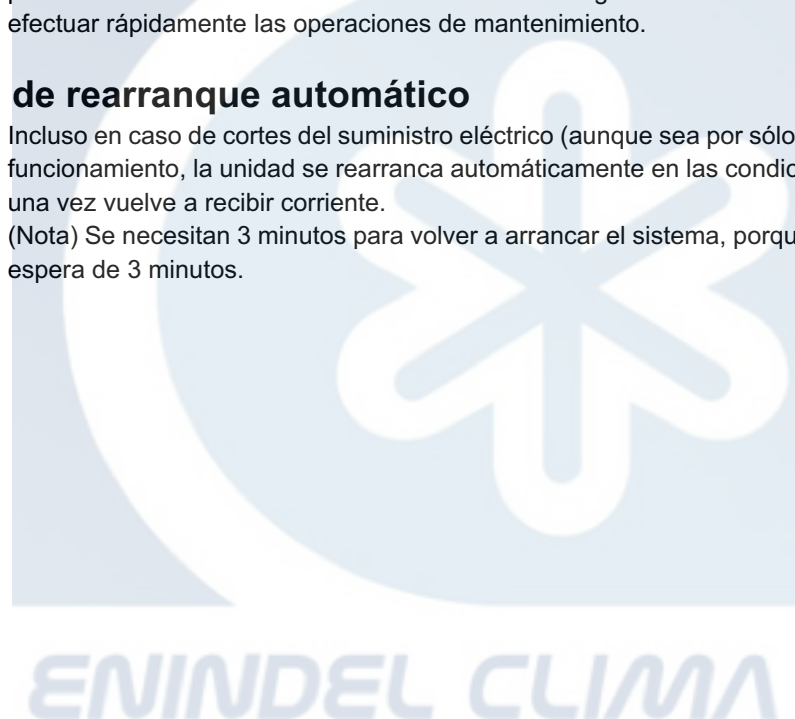 efectuar rápidamente las operaciones de mantenimiento.
de rearranque automático
Incluso en caso de cortes del suministro eléctrico (aunque sea por sólo
funcionamiento, la unidad se rearranca automáticamente en las
una vez vuelve a recibir corriente.
(Nota) Se necesitan 3 minutos para volver a arrancar el sistema,
espera de 3 minutos.
ENINDEL CLIMA